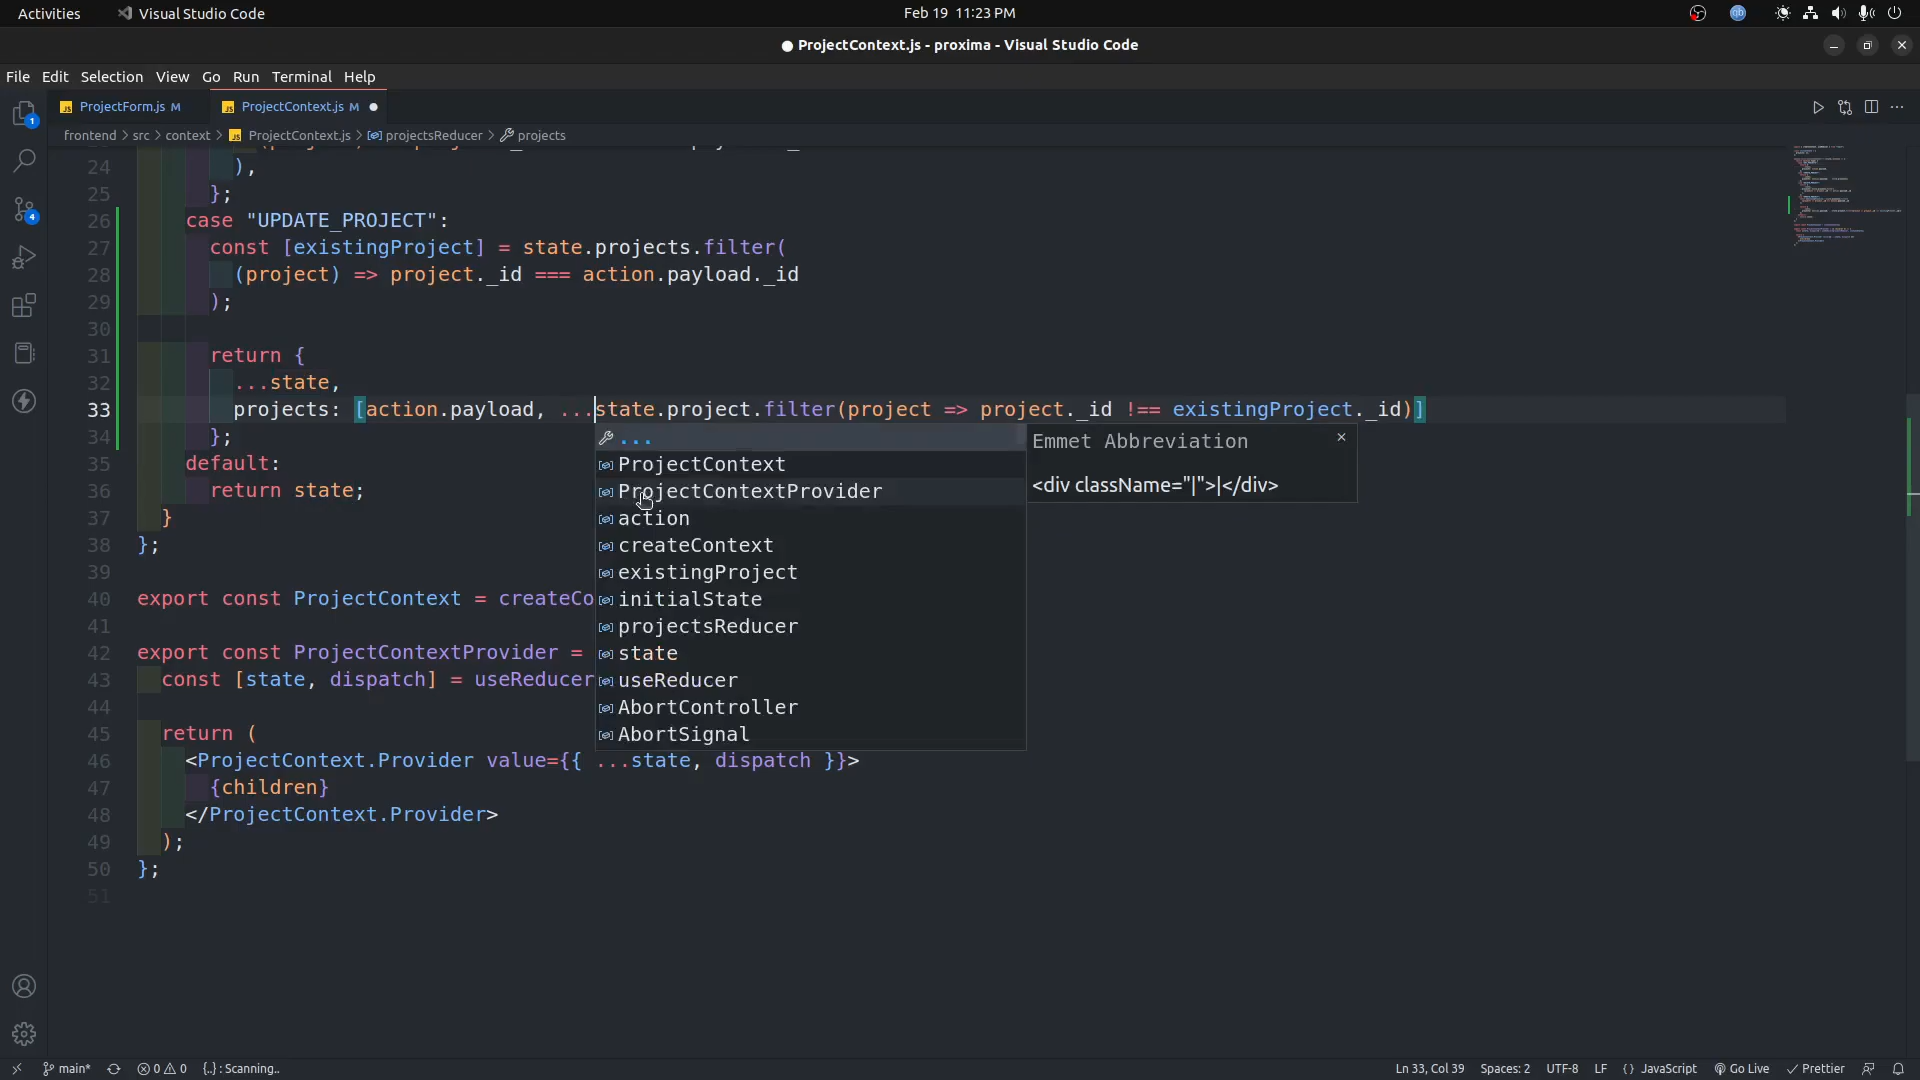 Activities Visual Studio Code Feb 19 11:23 PM
● ProjectContext.js - proxima - Visual Studio Code
File Edit Selection View Go Run Terminal Help
JS ProjectForm.js M JS ProjectContext.js M
frontend > src > context > JS ProjectContext.js > projectsReducer > projects
24 ),
25 };
26 case "UPDATE_PROJECT":
27 const [existingProject] = state.projects.filter(
28 (project) => project._id === action.payload._id
29 );
30
31 return {
32 ...state,
33 projects: [action.payload, ...state.project.filter(project => project._id !== existingProject._id)]
34 };
35 default:
36 return state;
37 }
38 };
39
40 export const ProjectContext = createCo
41
42 export const ProjectContextProvider =
43 const [state, dispatch] = useReducer
44
45 return (
46 <ProjectContext.Provider value={{ ...state, dispatch }}>
47 {children}
48 </ProjectContext.Provider>
49 );
50 };
51
...
ProjectContext
ProjectContextProvider
action
createContext
existingProject
initialState
projectsReducer
state
useReducer
AbortController
AbortSignal
Emmet Abbreviation
<div className="|">|</div>
1
4
main* 0 0 {..} : Scanning.. Ln 33, Col 39 Spaces: 2 UTF-8 LF {} JavaScript Go Live Prettier